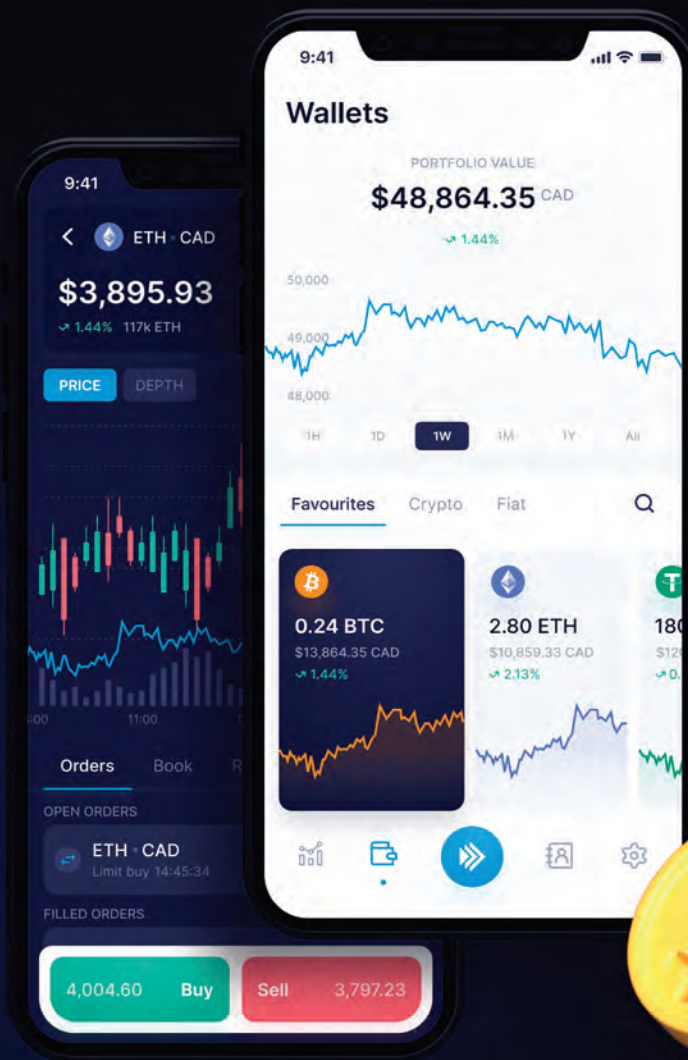 9:41
ETH · CAD
$3,895.93
1.44% 117k ETH
PRICE DEPTH
11:00
Orders Book
OPEN ORDERS
ETH · CAD
Limit buy 14:45:34
FILLED ORDERS
4,004.60 Buy Sell 3,797.23
9:41
Wallets
PORTFOLIO VALUE
$48,864.35 CAD
1.44%
50,000
49,000
48,000
1H 1D 1W 1M 1Y All
Favourites Crypto Fiat
0.24 BTC
$13,864.35 CAD
1.44%
2.80 ETH
$10,859.33 CAD
2.13%
180